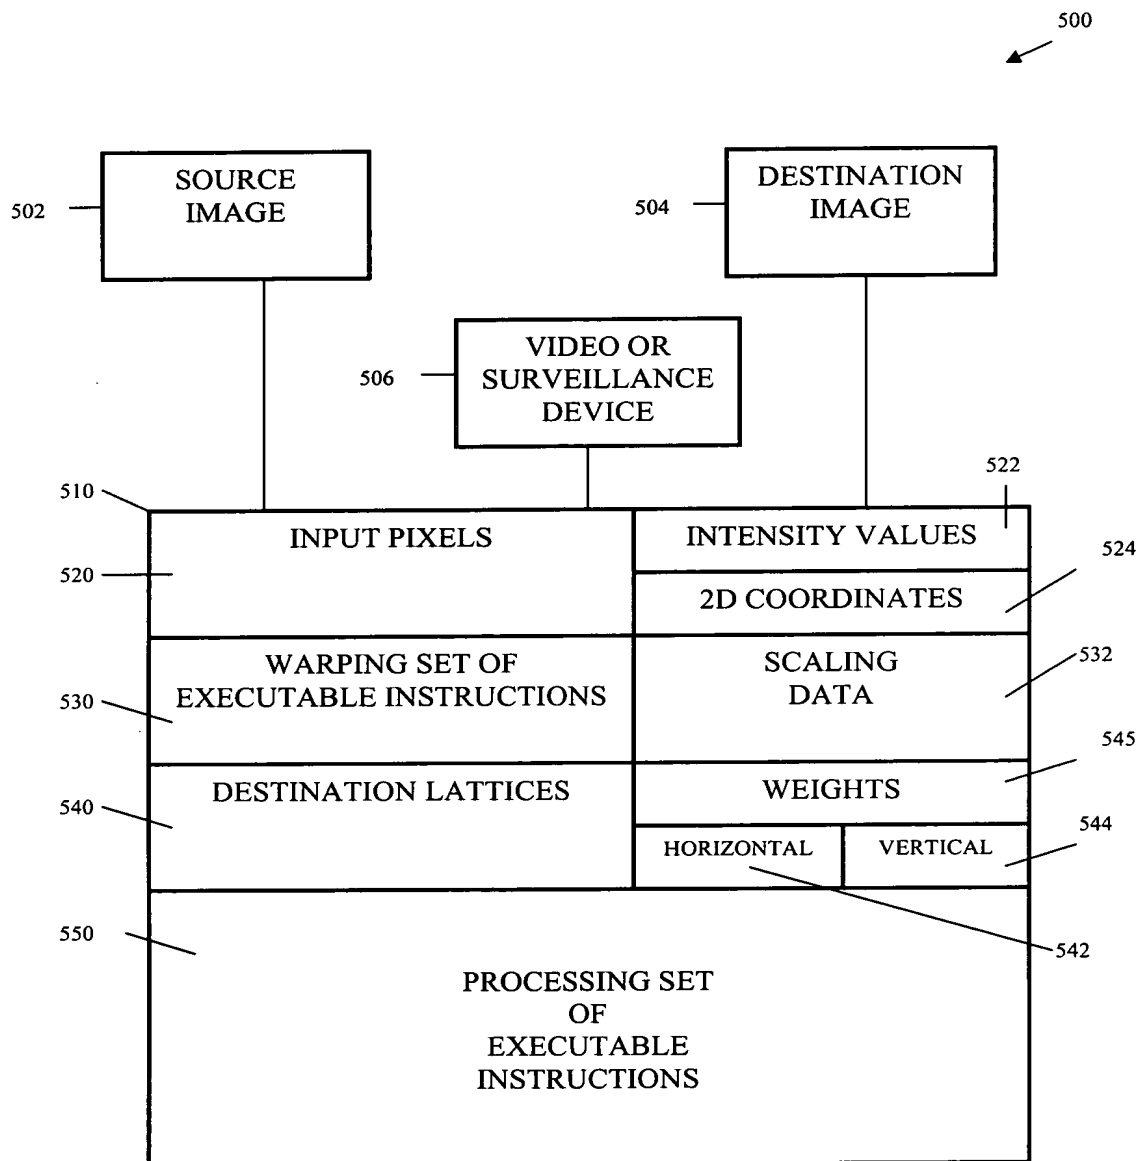 500
SOURCE
IMAGE
502
DESTINATION
IMAGE
504
VIDEO OR
SURVEILLANCE
DEVICE
506
522
510
INPUT PIXELS
INTENSITY VALUES
524
520
2D COORDINATES
WARPING SET OF
EXECUTABLE INSTRUCTIONS
SCALING
DATA
532
530
545
DESTINATION LATTICES
WEIGHTS
540
544
HORIZONTAL
VERTICAL
550
542
PROCESSING SET
OF
EXECUTABLE
INSTRUCTIONS